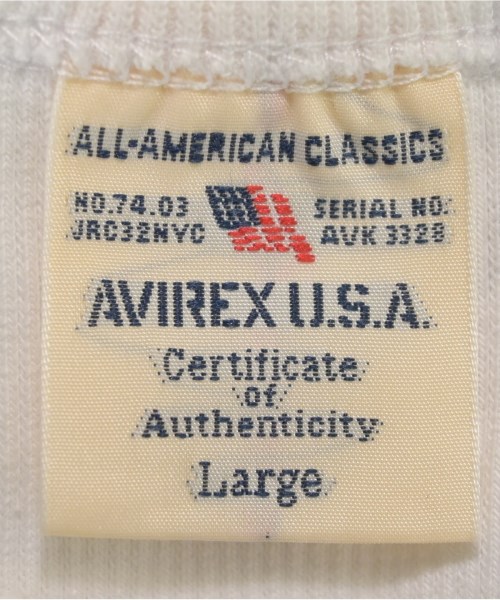 ALL-AMERICAN CLASSICS
NO.74.03 SERIAL NO.
JRC32NYC AVK 3328
AVIREX U.S.A.
Certificate
of
Authenticity
Large